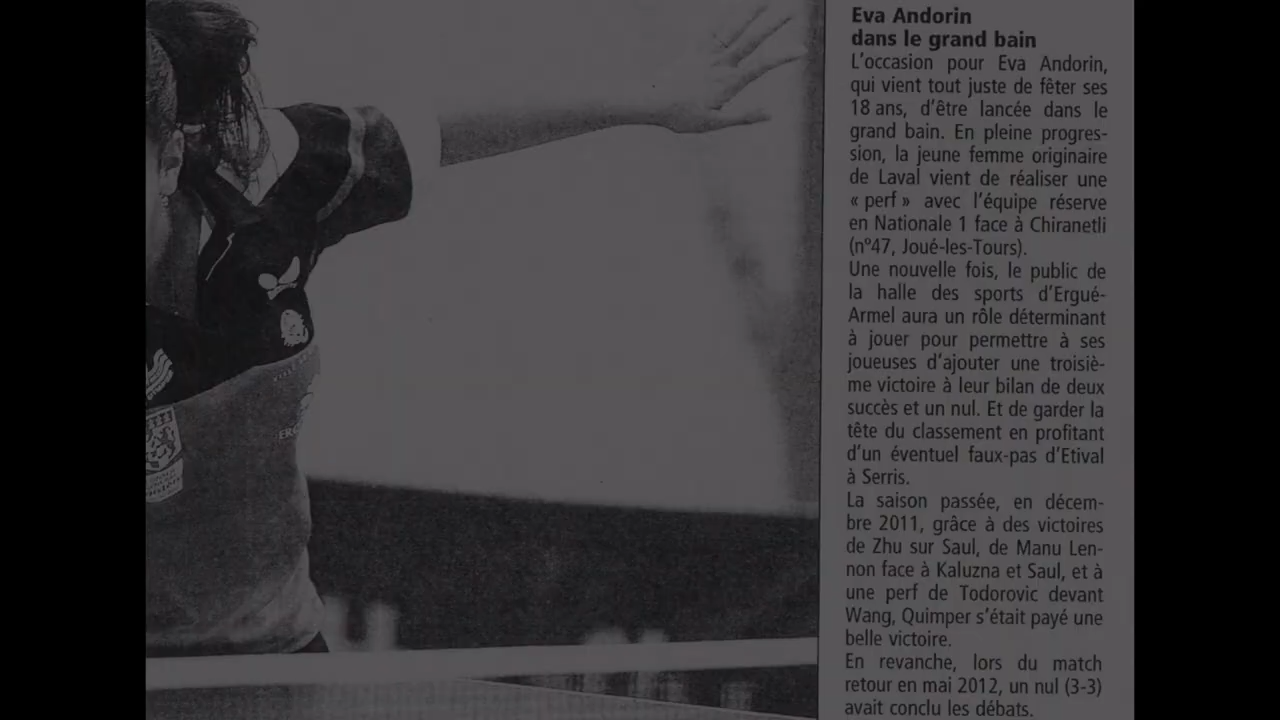 Eva Andorin
dans le grand bain
L'occasion pour Eva Andorin,
qui vient tout juste de fêter ses
18 ans, d'être lancée dans le
grand bain. En pleine progres-
sion, la jeune femme originaire
de Laval vient de réaliser une
« perf » avec l'équipe réserve
en Nationale 1 face à Chiranetli
(n°47, Joué-les-Tours).
Une nouvelle fois, le public de
la halle des sports d'Ergué-
Armel aura un rôle déterminant
à jouer pour permettre à ses
joueuses d'ajouter une troisiè-
me victoire à leur bilan de deux
succès et un nul. Et de garder la
tête du classement en profitant
d'un éventuel faux-pas d'Etival
à Serris.
La saison passée, en décem-
bre 2011, grâce à des victoires
de Zhu sur Saul, de Manu Len-
non face à Kaluzna et Saul, et à
une perf de Todorovic devant
Wang, Quimper s'était payé une
belle victoire.
En revanche, lors du match
retour en mai 2012, un nul (3-3)
avait conclu les débats.